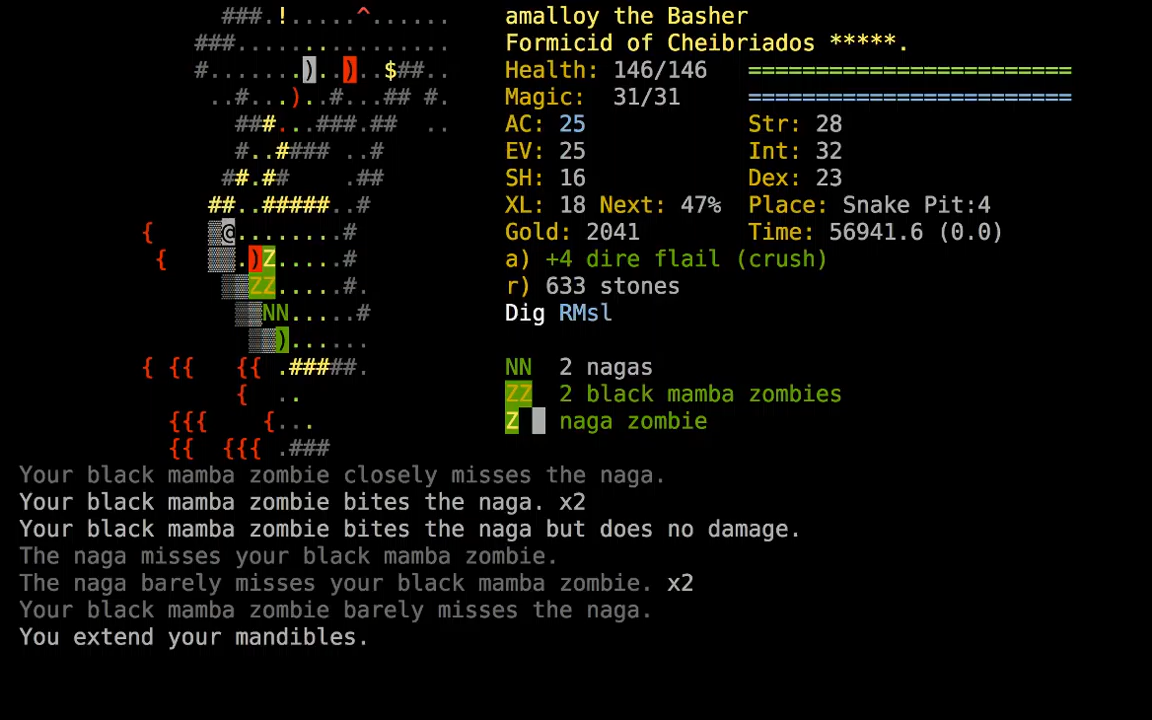 ###.!.....^......     amalloy the Basher
###................     Formicid of Cheibriados *****.
#.......)..)..$##..     Health: 146/146     ========================
..#...)..#...## #.     Magic:  31/31     ========================
###...###.##  ..     AC: 25     Str: 28
#..####  ..#     EV: 25     Int: 32
##.##    .##     SH: 16     Dex: 23
##..#####..#     XL: 18 Next: 47%     Place: Snake Pit:4
{     ▒@........#     Gold: 2041     Time: 56941.6 (0.0)
{   ▒▒.)Z.....#     a) +4 dire flail (crush)
▒▒ZZ.....#.     r) 633 stones
▒▒NN.....#     Dig RMsl
▒▒)......
{ {{   {{ .#####.     NN  2 nagas
{  ..     ZZ  2 black mamba zombies
{{{    {...     Z   naga zombie
{{  {{{ .###
Your black mamba zombie closely misses the naga.
Your black mamba zombie bites the naga. x2
Your black mamba zombie bites the naga but does no damage.
The naga misses your black mamba zombie.
The naga barely misses your black mamba zombie. x2
Your black mamba zombie barely misses the naga.
You extend your mandibles.